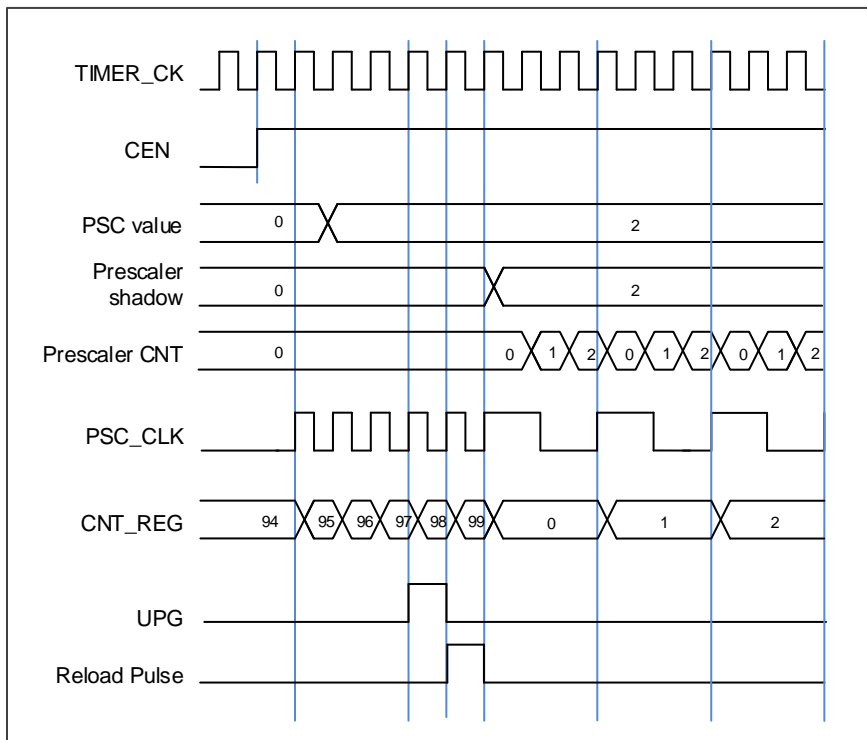 TIMER_CK
CEN
PSC value 0 2
Prescaler
shadow 0 2
Prescaler CNT 0 0 1 2 0 1 2 0 1 2
PSC_CLK
CNT_REG 94 95 96 97 98 99 0 1 2
UPG
Reload Pulse